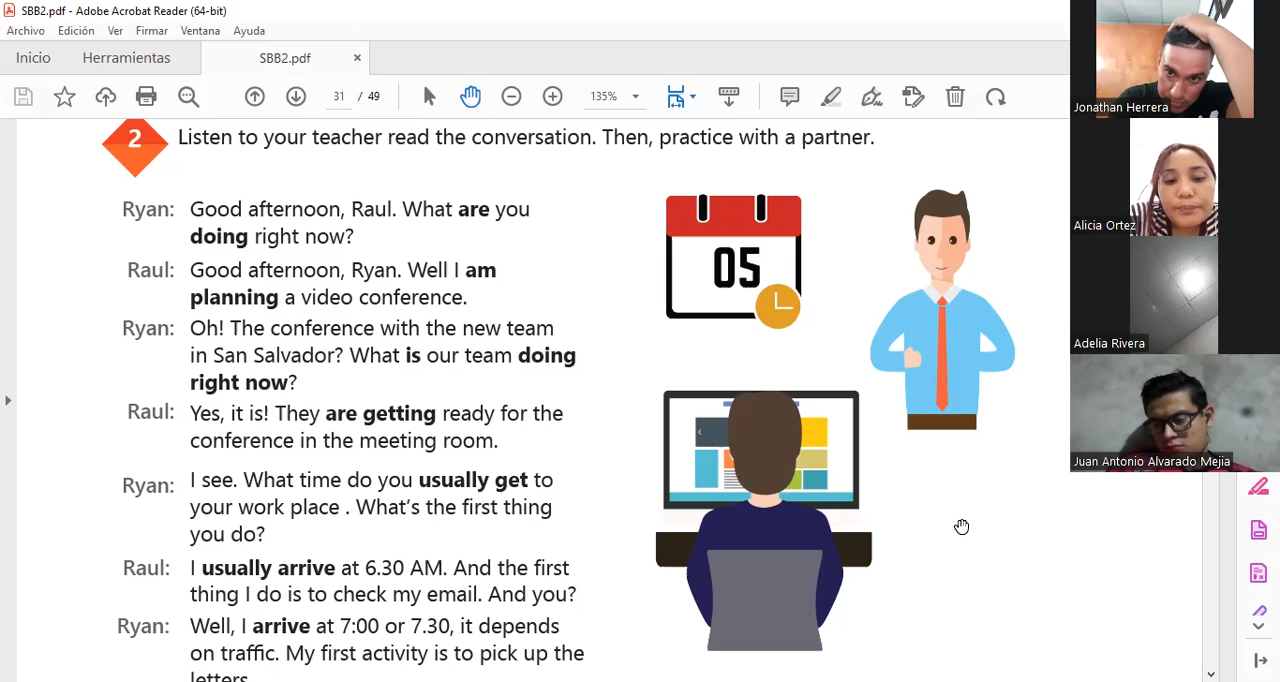 SBB2.pdf - Adobe Acrobat Reader (64-bit)
Archivo Edición Ver Firmar Ventana Ayuda
Inicio Herramientas SBB2.pdf ×
31 / 49 135%
2 Listen to your teacher read the conversation. Then, practice with a partner.
Ryan: Good afternoon, Raul. What are you
doing right now?
Raul: Good afternoon, Ryan. Well I am
planning a video conference.
Ryan: Oh! The conference with the new team
in San Salvador? What is our team doing
right now?
Raul: Yes, it is! They are getting ready for the
conference in the meeting room.
Ryan: I see. What time do you usually get to
your work place . What's the first thing
you do?
Raul: I usually arrive at 6.30 AM. And the first
thing I do is to check my email. And you?
Ryan: Well, I arrive at 7:00 or 7.30, it depends
on traffic. My first activity is to pick up the
letters
05
Jonathan Herrera
Alicia Ortez
Adelia Rivera
Juan Antonio Alvarado Mejia